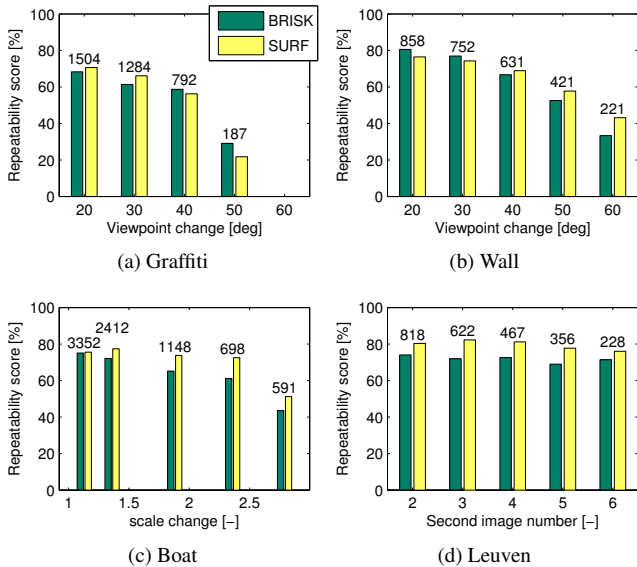 BRISK
SURF
Repeatability score [%]
100
80
60
40
20
0
1504 1284 792 187
20 30 40 50 60
Viewpoint change [deg]
(a) Graffiti
Repeatability score [%]
100
80
60
40
20
0
858 752 631 421 221
20 30 40 50 60
Viewpoint change [deg]
(b) Wall
Repeatability score [%]
100
80
60
40
20
0
3352 2412 1148 698 591
1 1.5 2 2.5
scale change [−]
(c) Boat
Repeatability score [%]
100
80
60
40
20
0
818 622 467 356 228
2 3 4 5 6
Second image number [−]
(d) Leuven